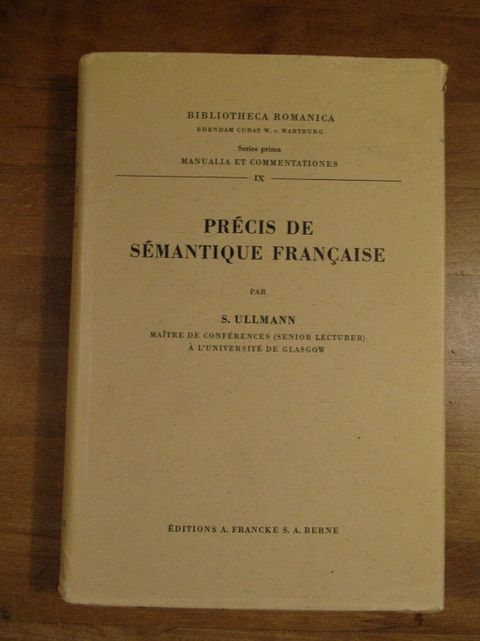 BIBLIOTHECA ROMANICA
EDENDAM CURAT W. v. WARTBURG
Series prima
MANUALIA ET COMMENTATIONES
IX
PRÉCIS DE
SÉMANTIQUE FRANÇAISE
PAR
S. ULLMANN
MAÎTRE DE CONFÉRENCES (SENIOR LECTURER)
À L'UNIVERSITÉ DE GLASGOW
ÉDITIONS A. FRANCKE S. A. BERNE